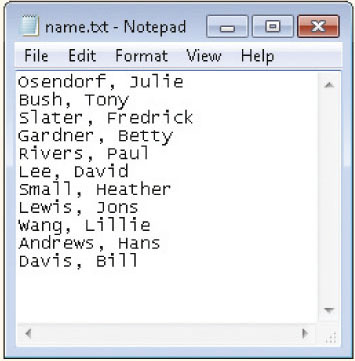 name.txt - Notepad
File Edit Format View Help
Osendorf, Julie
Bush, Tony
Slater, Fredrick
Gardner, Betty
Rivers, Paul
Lee, David
Small, Heather
Lewis, Jons
Wang, Lillie
Andrews, Hans
Davis, Bill